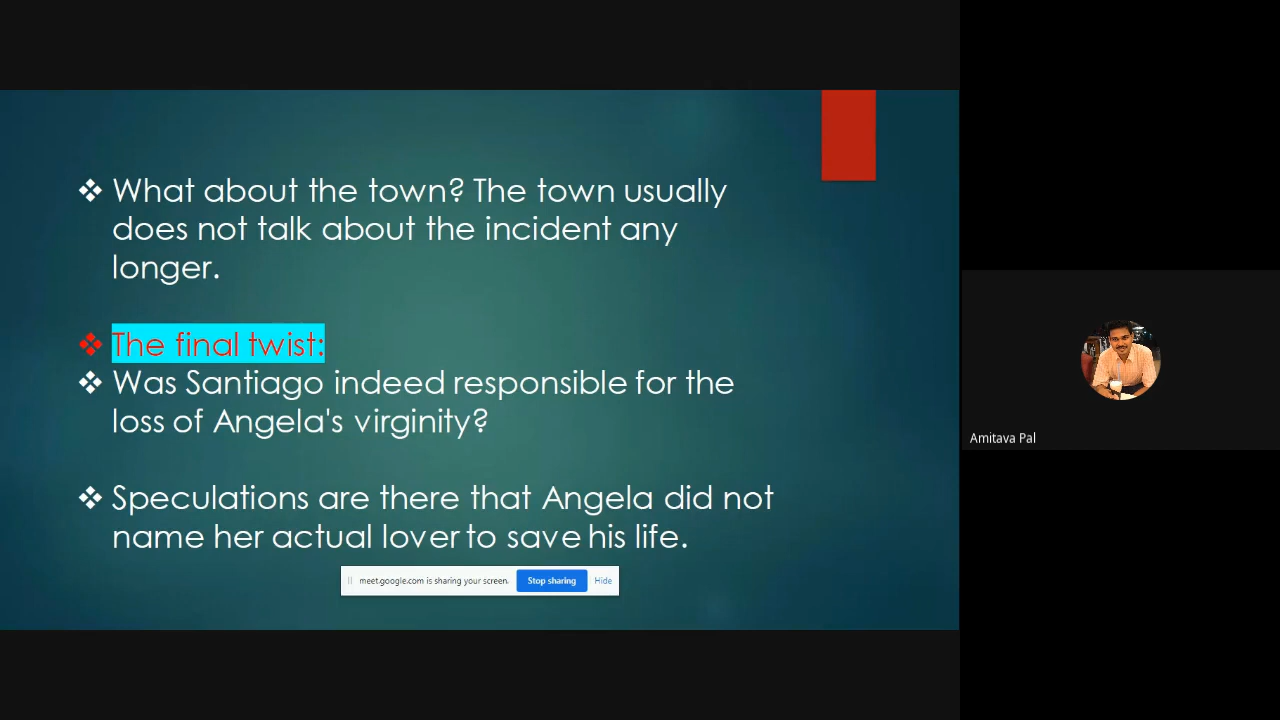 ❖ What about the town? The town usually
does not talk about the incident any
longer.
❖ The final twist:
❖ Was Santiago indeed responsible for the
loss of Angela's virginity?
❖ Speculations are there that Angela did not
name her actual lover to save his life.
meet.google.com is sharing your screen. Stop sharing Hide
Amitava Pal